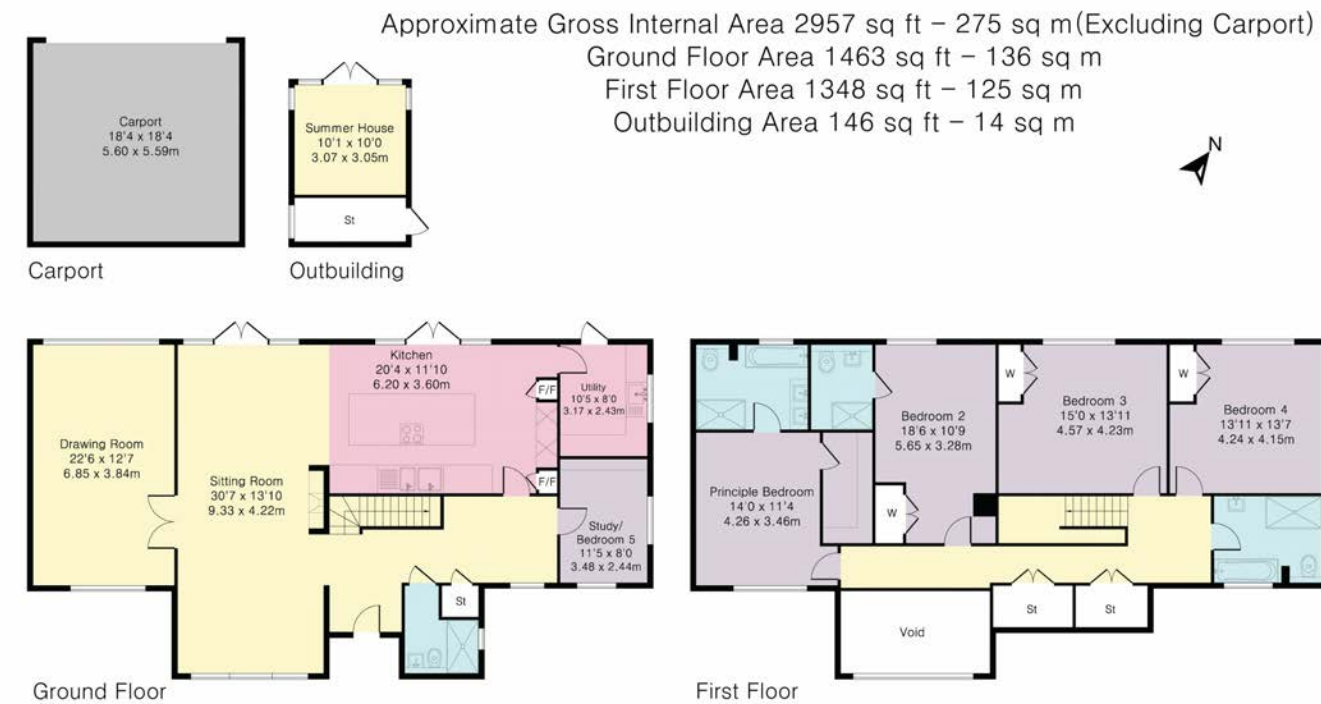 Approximate Gross Internal Area 2957 sq ft – 275 sq m(Excluding Carport)
Ground Floor Area 1463 sq ft – 136 sq m
First Floor Area 1348 sq ft – 125 sq m
Outbuilding Area 146 sq ft – 14 sq m
N
Carport
18'4 x 18'4
5.60 x 5.59m
Carport
Summer House
10'1 x 10'0
3.07 x 3.05m
St
Outbuilding
Drawing Room
22'6 x 12'7
6.85 x 3.84m
Sitting Room
30'7 x 13'10
9.33 x 4.22m
Kitchen
20'4 x 11'10
6.20 x 3.60m
F/F
F/F
Utility
10'5 x 8'0
3.17 x 2.43m
Study/
Bedroom 5
11'5 x 8'0
3.48 x 2.44m
St
Ground Floor
Principle Bedroom
14'0 x 11'4
4.26 x 3.46m
Bedroom 2
18'6 x 10'9
5.65 x 3.28m
W
W
Bedroom 3
15'0 x 13'11
4.57 x 4.23m
W
Bedroom 4
13'11 x 13'7
4.24 x 4.15m
St
St
Void
First Floor